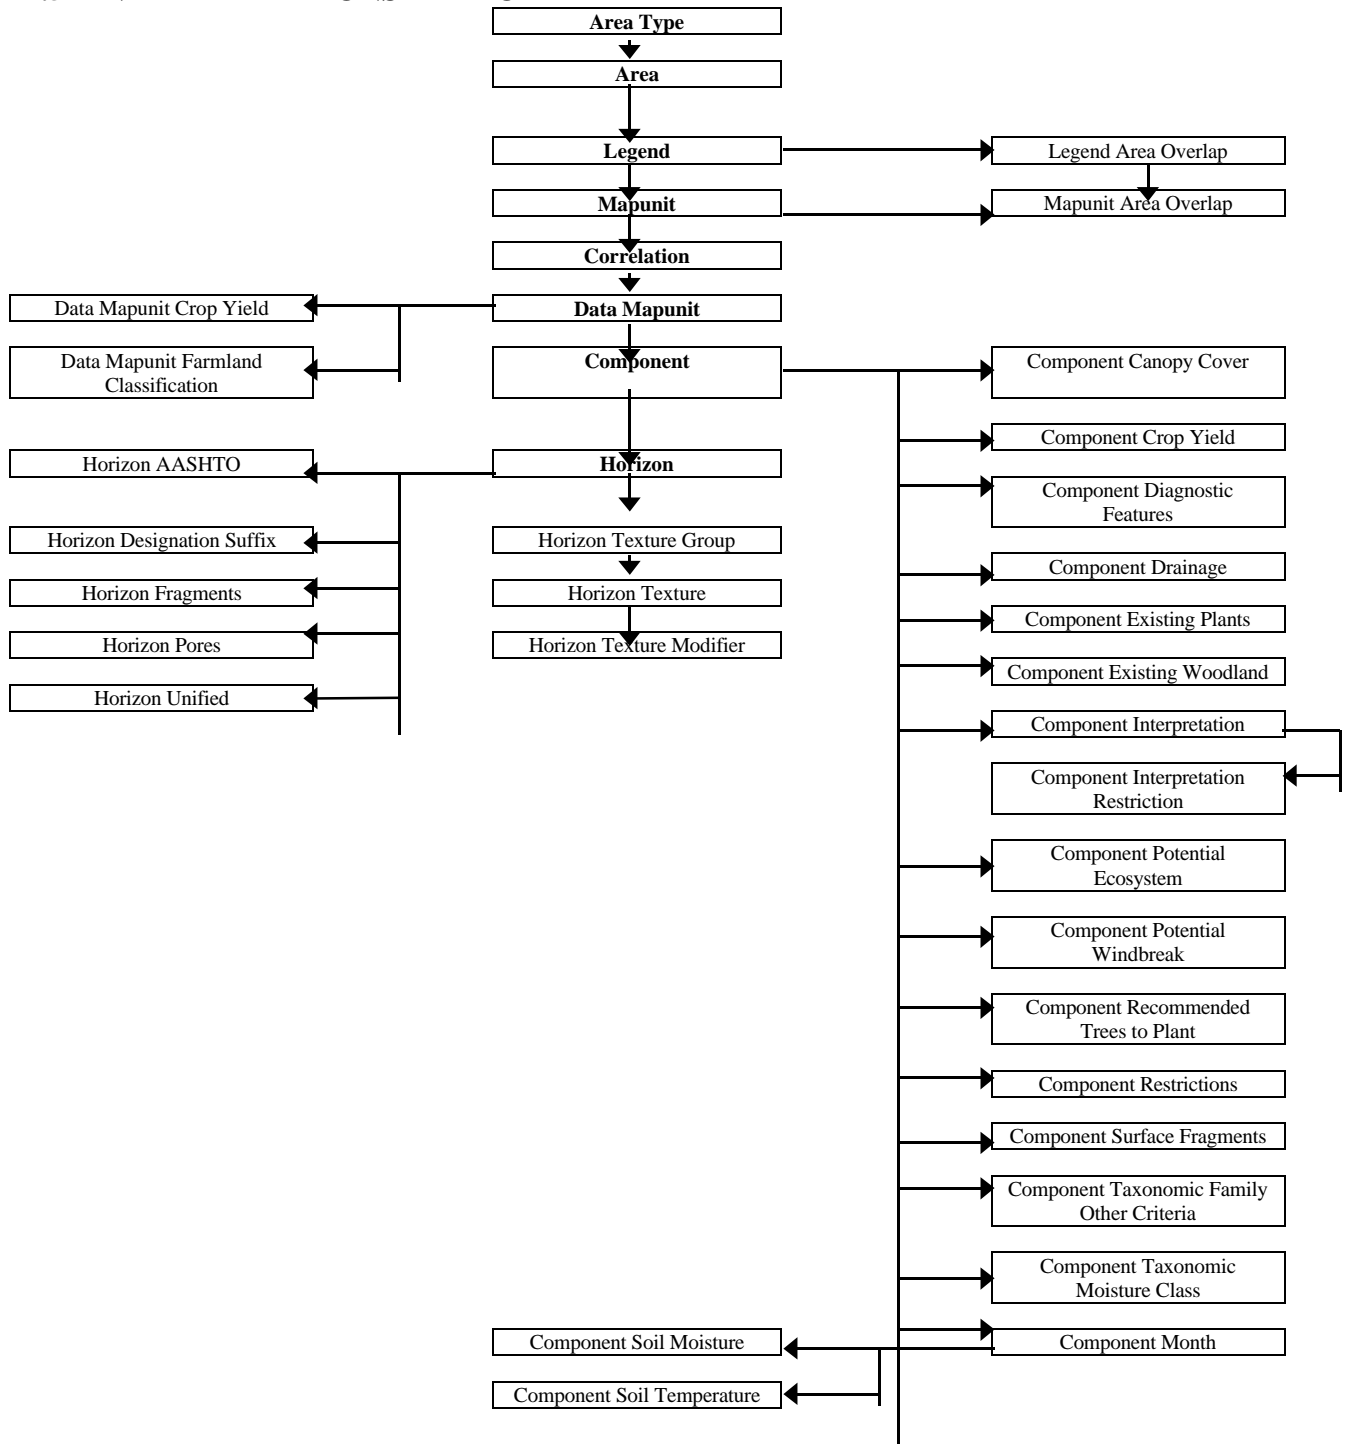 Area Type
Area
Legend
Legend Area Overlap
Mapunit
Mapunit Area Overlap
Correlation
Data Mapunit Crop Yield
Data Mapunit
Data Mapunit Farmland
Classification
Component
Component Canopy Cover
Component Crop Yield
Horizon AASHTO
Horizon
Component Diagnostic
Features
Horizon Designation Suffix
Horizon Texture Group
Component Drainage
Horizon Fragments
Horizon Texture
Component Existing Plants
Horizon Pores
Horizon Texture Modifier
Component Existing Woodland
Horizon Unified
Component Interpretation
Component Interpretation
Restriction
Component Potential
Ecosystem
Component Potential
Windbreak
Component Recommended
Trees to Plant
Component Restrictions
Component Surface Fragments
Component Taxonomic Family
Other Criteria
Component Taxonomic
Moisture Class
Component Soil Moisture
Component Month
Component Soil Temperature